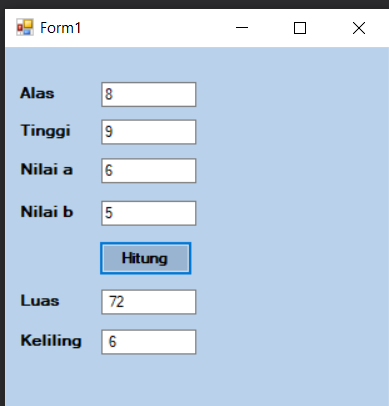 Form1
Alas 8
Tinggi 9
Nilai a 6
Nilai b 5
Hitung
Luas 72
Keliling 6